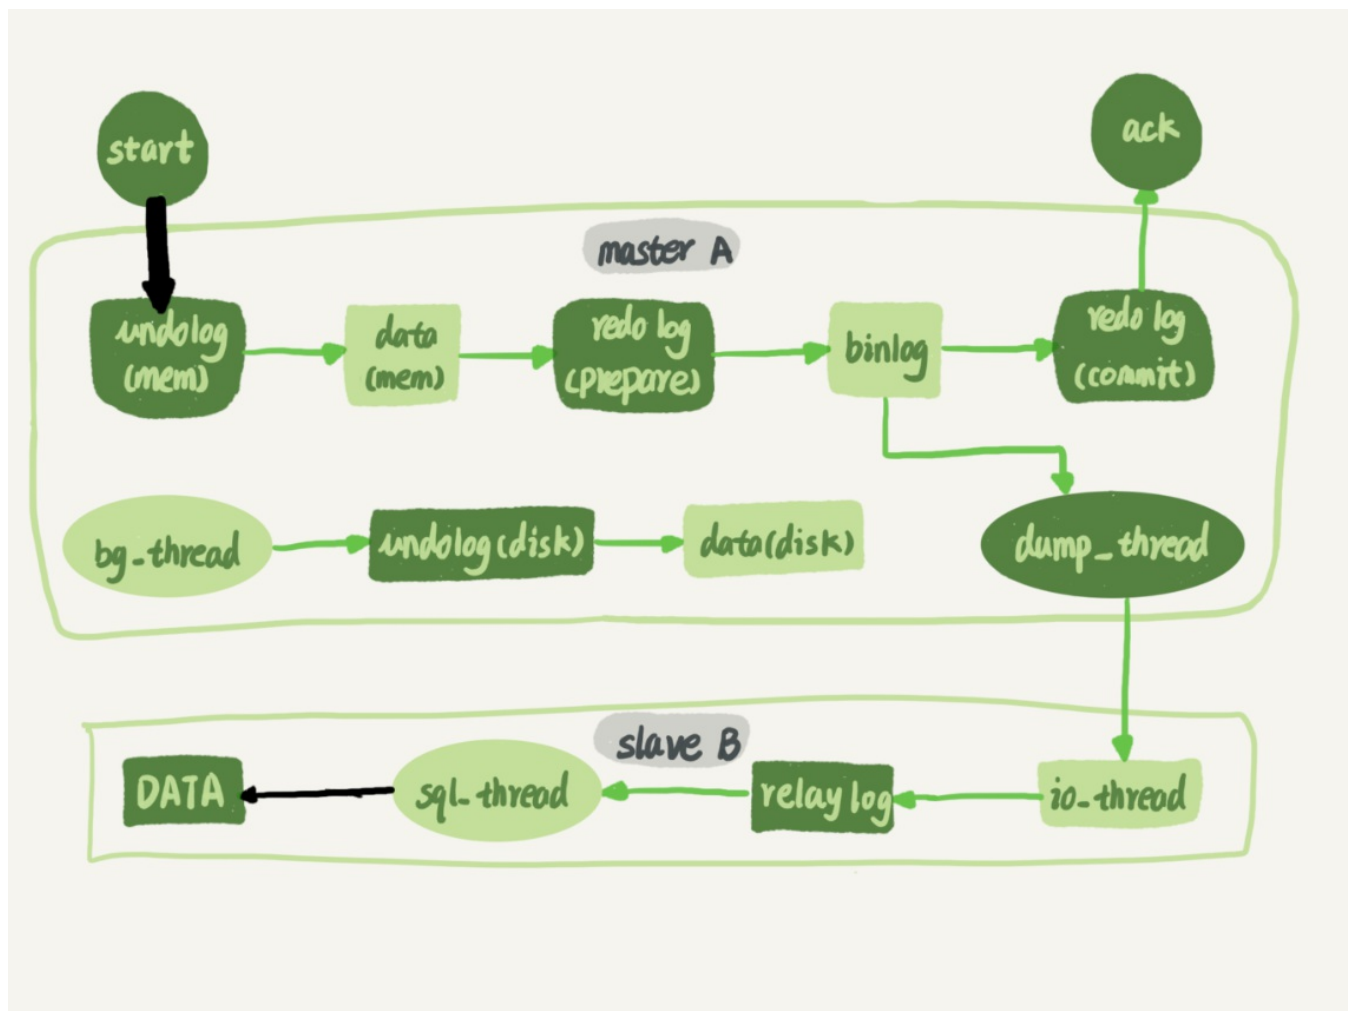 start
ack
master A
undolog
(mem)
data
(mem)
redo log
(prepare)
binlog
redo log
(commit)
bg_thread
undolog(disk)
data(disk)
dump_thread
slave B
DATA
sql_thread
relay log
io_thread